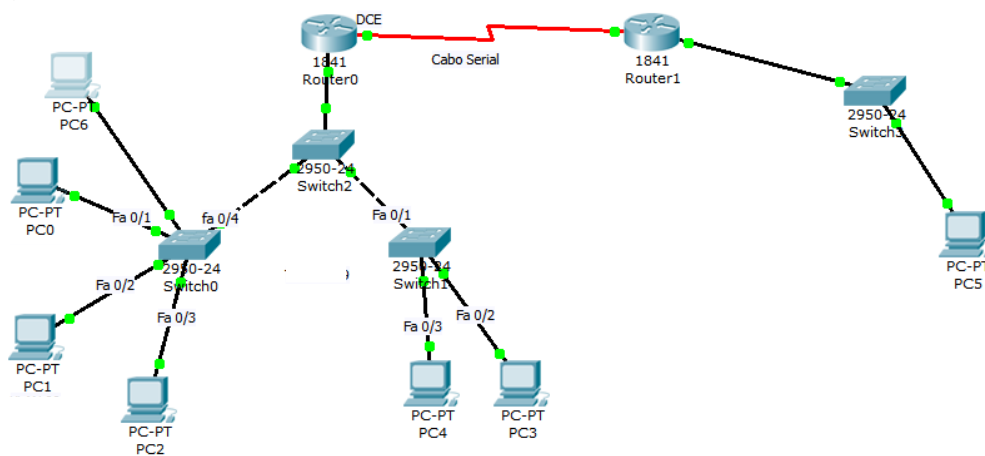 DCE
Cabo Serial
1841
Router0
1841
Router1
PC-PT
PC6
2950-24
Switch3
2950-24
Switch2
PC-PT
PC0
Fa 0/1
fa 0/4
Fa 0/1
2950-24
Switch0
2950-24
Switch1
PC-PT
PC5
Fa 0/2
Fa 0/3
Fa 0/3
Fa 0/2
PC-PT
PC1
PC-PT
PC2
PC-PT
PC4
PC-PT
PC3